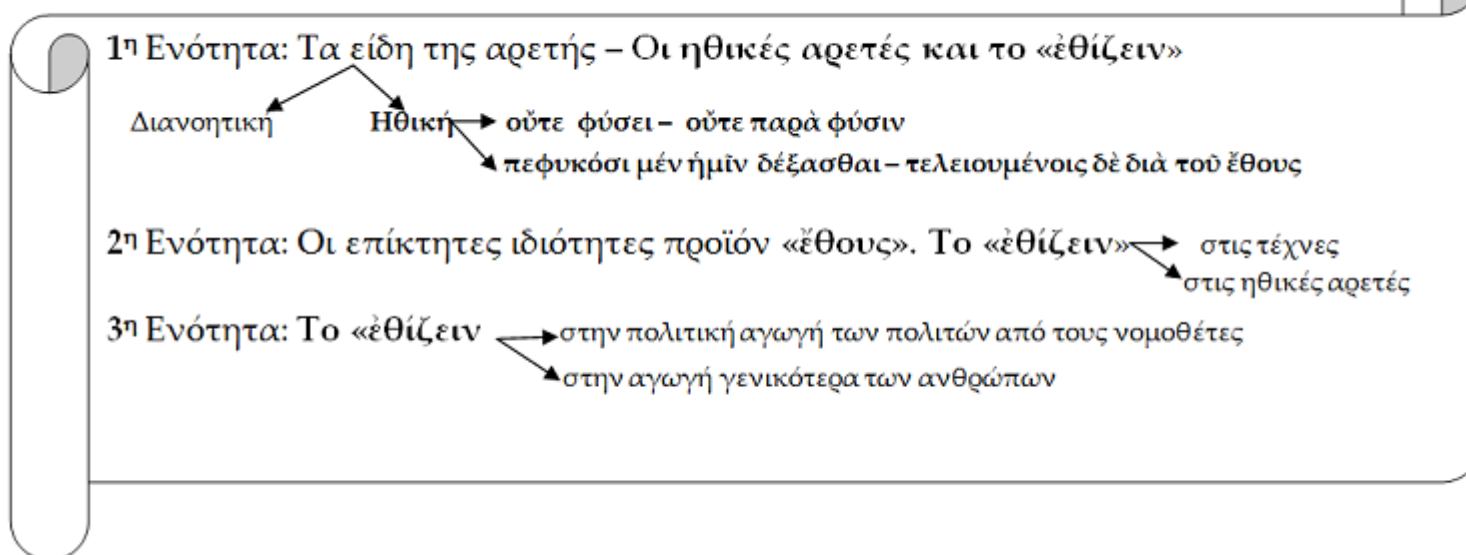 1η Ενότητα: Τα είδη της αρετής – Οι ηθικές αρετές και το «ἐθίζειν»
Διανοητική Ηθική οὔτε φύσει – οὔτε παρὰ φύσιν
πεφυκόσι μέν ἡμῖν δέξασθαι – τελειουμένοις δὲ διὰ τοῦ ἔθους
2η Ενότητα: Οι επίκτητες ιδιότητες προϊόν «ἔθους». Το «ἐθίζειν» στις τέχνες
στις ηθικές αρετές
3η Ενότητα: Το «ἐθίζειν στην πολιτική αγωγή των πολιτών από τους νομοθέτες
στην αγωγή γενικότερα των ανθρώπων